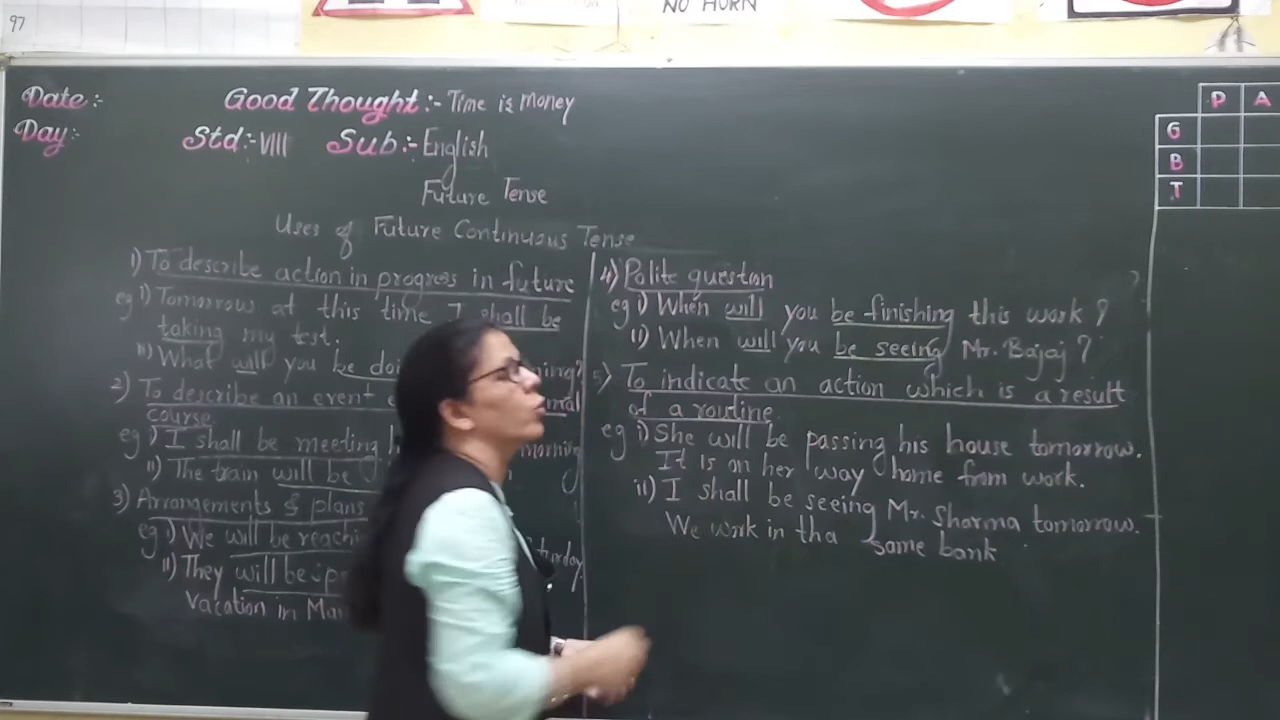 97
NO HORN
Date:-
Good Thought:- Time is Money
Day:-
Std:- VIII Sub:- English
Future Tense
Uses of Future Continuous Tense
1) To describe action in progress in future
eg i) Tomorrow at this time I shall be
taking my test.
ii) What will you be
2) To describe an event
course
eg i) I shall be meeting
ii) The train will be
3) Arrangements & plans
eg i) We will be
ii) They will be
vacation in
4) Polite question
eg i) When will you be finishing this work ?
ii) When will you be seeing Mr. Bajaj ?
5) To indicate an action which is a result
of a routine.
eg i) She will be passing his house tomorrow.
It is on her way home from work.
ii) I shall be seeing Mr. Sharma tomorrow.
We work in tha same bank
P A
G
B
T